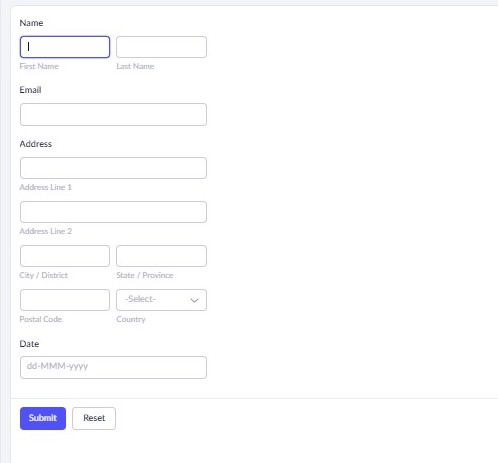 Name
First Name Last Name
Email
Address
Address Line 1
Address Line 2
City / District State / Province
-Select-
Postal Code Country
Date
dd-MMM-yyyy
Submit Reset